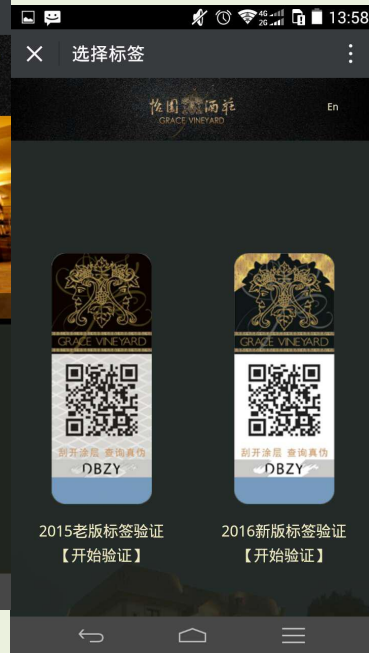 4G
2G
13:58
选择标签
怡园酒莊
GRACE VINEYARD
En
GRACE VINEYARD
刮开涂层 查询真伪
DBZY
GRACE VINEYARD
刮开涂层 查询真伪
DBZY
2015老版标签验证
【开始验证】
2016新版标签验证
【开始验证】